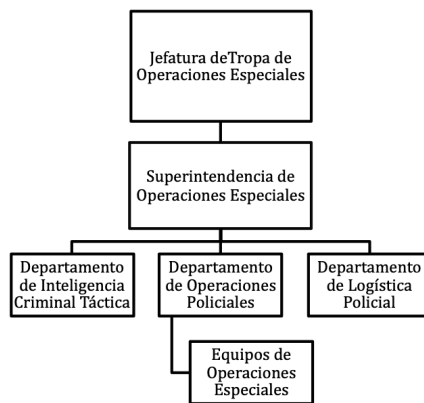 Jefatura deTropa de
Operaciones Especiales
Superintendencia de
Operaciones Especiales
Departamento
de Inteligencia
Criminal Táctica
Departamento
de Operaciones
Policiales
Departamento
de Logística
Policial
Equipos de
Operaciones
Especiales